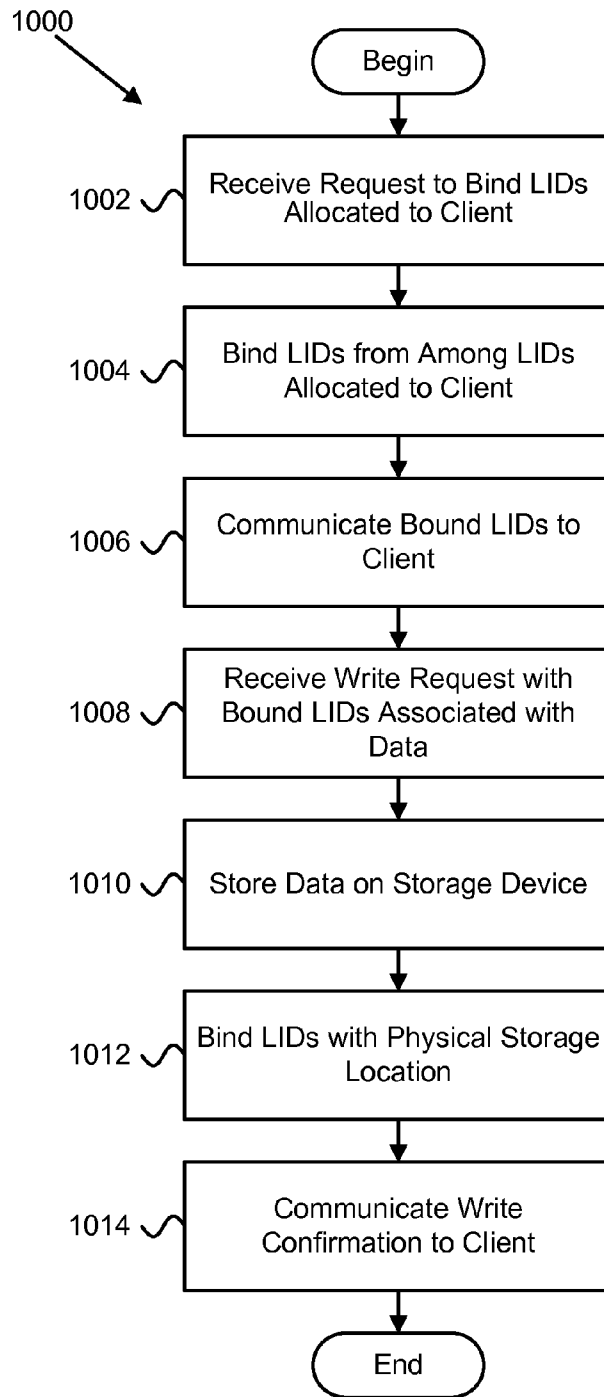 1000
Begin
1002
Receive Request to Bind LIDs
Allocated to Client
1004
Bind LIDs from Among LIDs
Allocated to Client
1006
Communicate Bound LIDs to
Client
1008
Receive Write Request with
Bound LIDs Associated with
Data
1010
Store Data on Storage Device
1012
Bind LIDs with Physical Storage
Location
1014
Communicate Write
Confirmation to Client
End